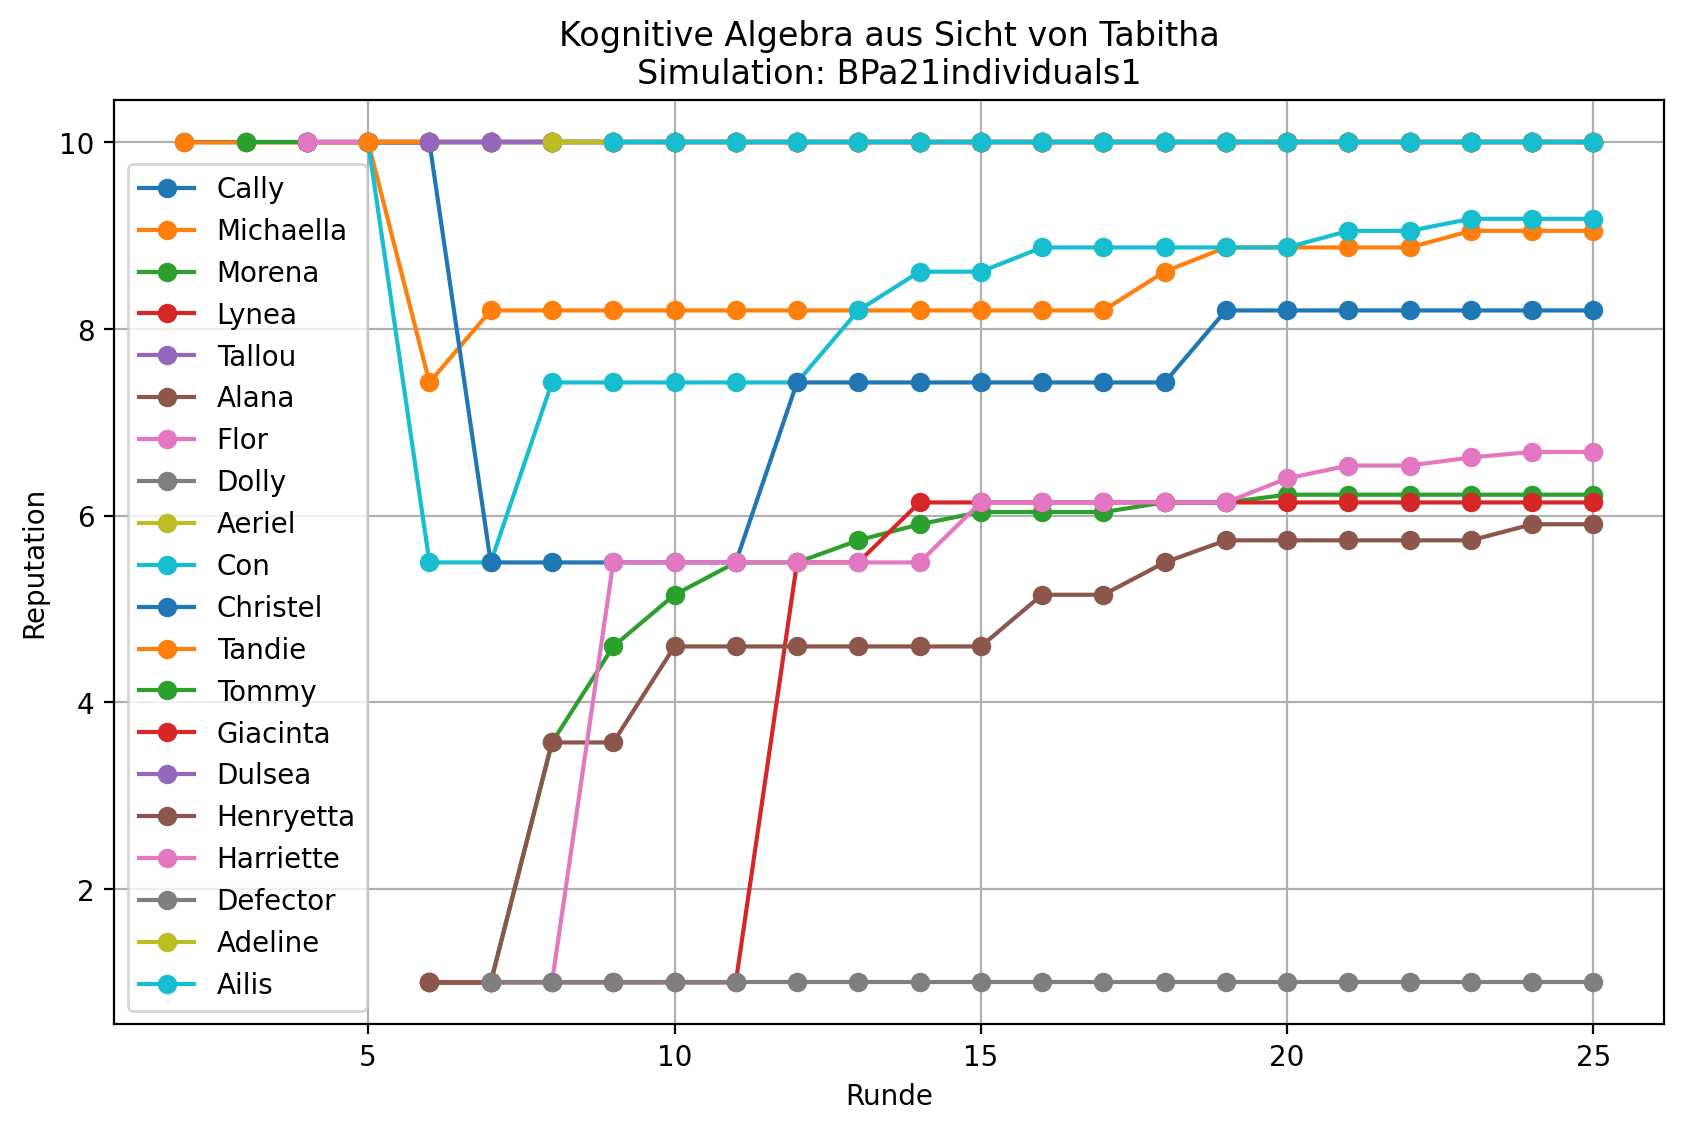 Kognitive Algebra aus Sicht von Tabitha
Simulation: BPa21individuals1
Reputation
10
8
6
4
2
Cally
Michaella
Morena
Lynea
Tallou
Alana
Flor
Dolly
Aeriel
Con
Christel
Tandie
Tommy
Giacinta
Dulsea
Henryetta
Harriette
Defector
Adeline
Ailis
5 10 15 20 25
Runde